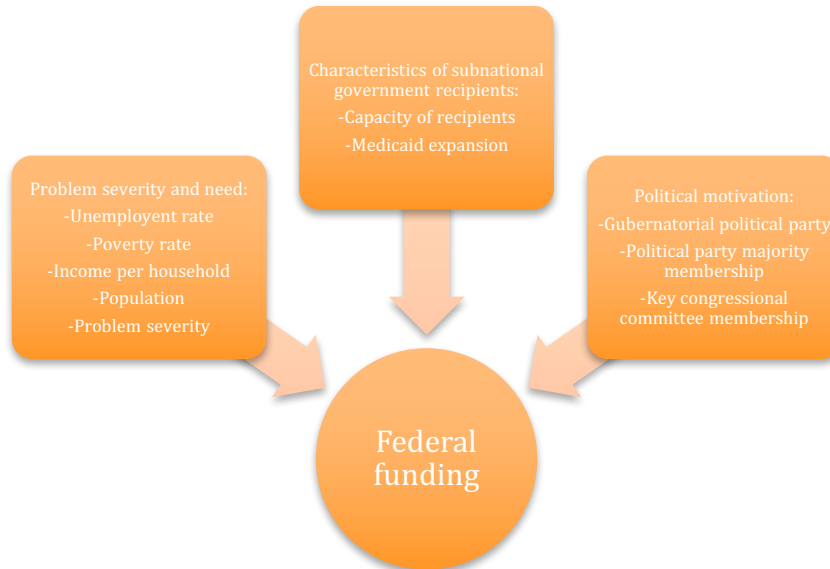 Characteristics of subnational
government recipients:
-Capacity of recipients
-Medicaid expansion
Problem severity and need:
-Unemployent rate
-Poverty rate
-Income per household
-Population
-Problem severity
Political motivation:
-Gubernatorial political party
-Political party majority
membership
-Key congressional
committee membership
Federal
funding